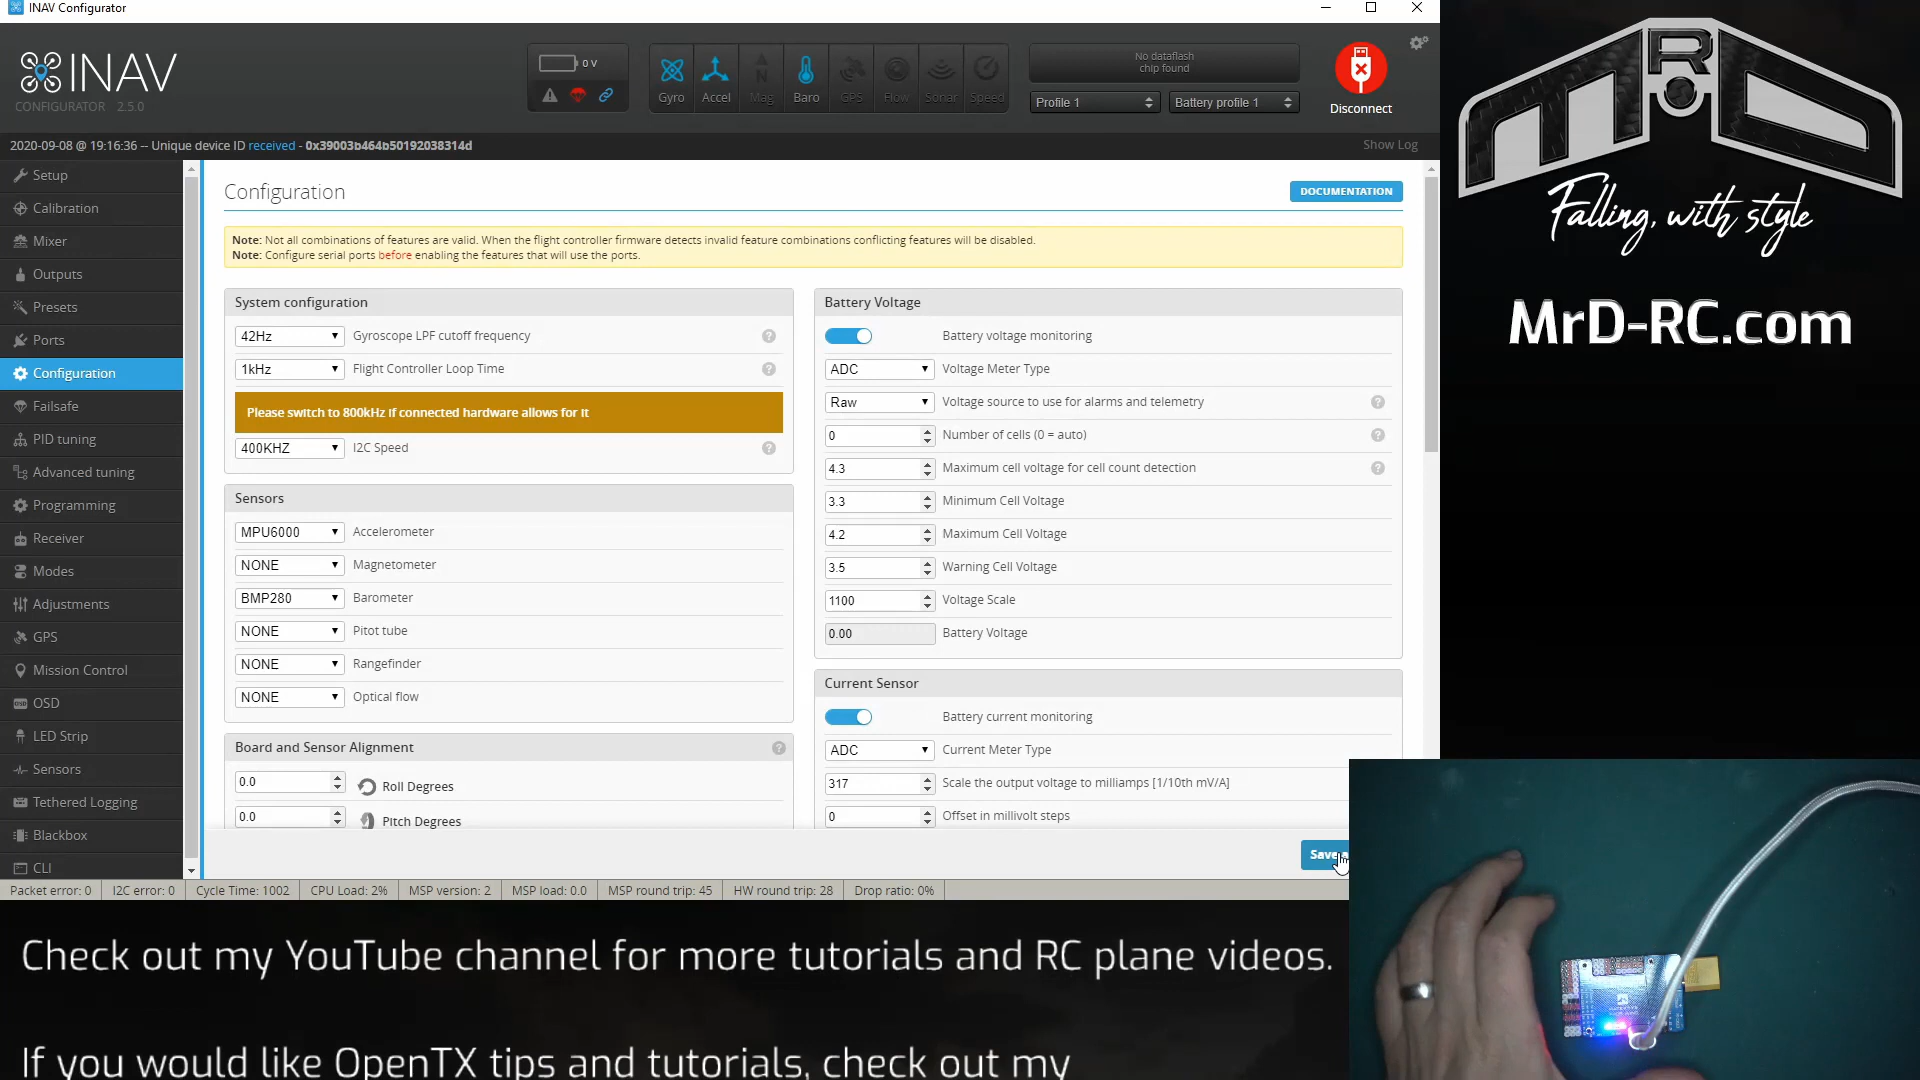 INAV Configurator
INAV
CONFIGURATOR 2.5.0
0 V
Gyro
Accel
Mag
Baro
GPS
Flow
Sonar
Speed
No dataflash
chip found
Profile 1
Battery profile 1
Disconnect
2020-09-08 @ 19:16:36 -- Unique device ID received - 0x39003b464b50192038314d
Show Log
Setup
Calibration
Mixer
Outputs
Presets
Ports
Configuration
Failsafe
PID tuning
Advanced tuning
Programming
Receiver
Modes
Adjustments
GPS
Mission Control
OSD
LED Strip
Sensors
Tethered Logging
Blackbox
CLI
Configuration
DOCUMENTATION
Note: Not all combinations of features are valid. When the flight controller firmware detects invalid feature combinations conflicting features will be disabled.
Note: Configure serial ports before enabling the features that will use the ports.
System configuration
42Hz Gyroscope LPF cutoff frequency
1kHz Flight Controller Loop Time
Please switch to 800kHz if connected hardware allows for it
400KHZ I2C Speed
Sensors
MPU6000 Accelerometer
NONE Magnetometer
BMP280 Barometer
NONE Pitot tube
NONE Rangefinder
NONE Optical flow
Board and Sensor Alignment
0.0 Roll Degrees
0.0 Pitch Degrees
Battery Voltage
Battery voltage monitoring
ADC Voltage Meter Type
Raw Voltage source to use for alarms and telemetry
0 Number of cells (0 = auto)
4.3 Maximum cell voltage for cell count detection
3.3 Minimum Cell Voltage
4.2 Maximum Cell Voltage
3.5 Warning Cell Voltage
1100 Voltage Scale
0.00 Battery Voltage
Current Sensor
Battery current monitoring
ADC Current Meter Type
317 Scale the output voltage to milliamps [1/10th mV/A]
0 Offset in millivolt steps
Save
Packet error: 0 I2C error: 0 Cycle Time: 1002 CPU Load: 2% MSP version: 2 MSP load: 0.0 MSP round trip: 45 HW round trip: 28 Drop ratio: 0%
MRD
Falling, with style
MrD-RC.com
Check out my YouTube channel for more tutorials and RC plane videos.
If you would like OpenTX tips and tutorials, check out my